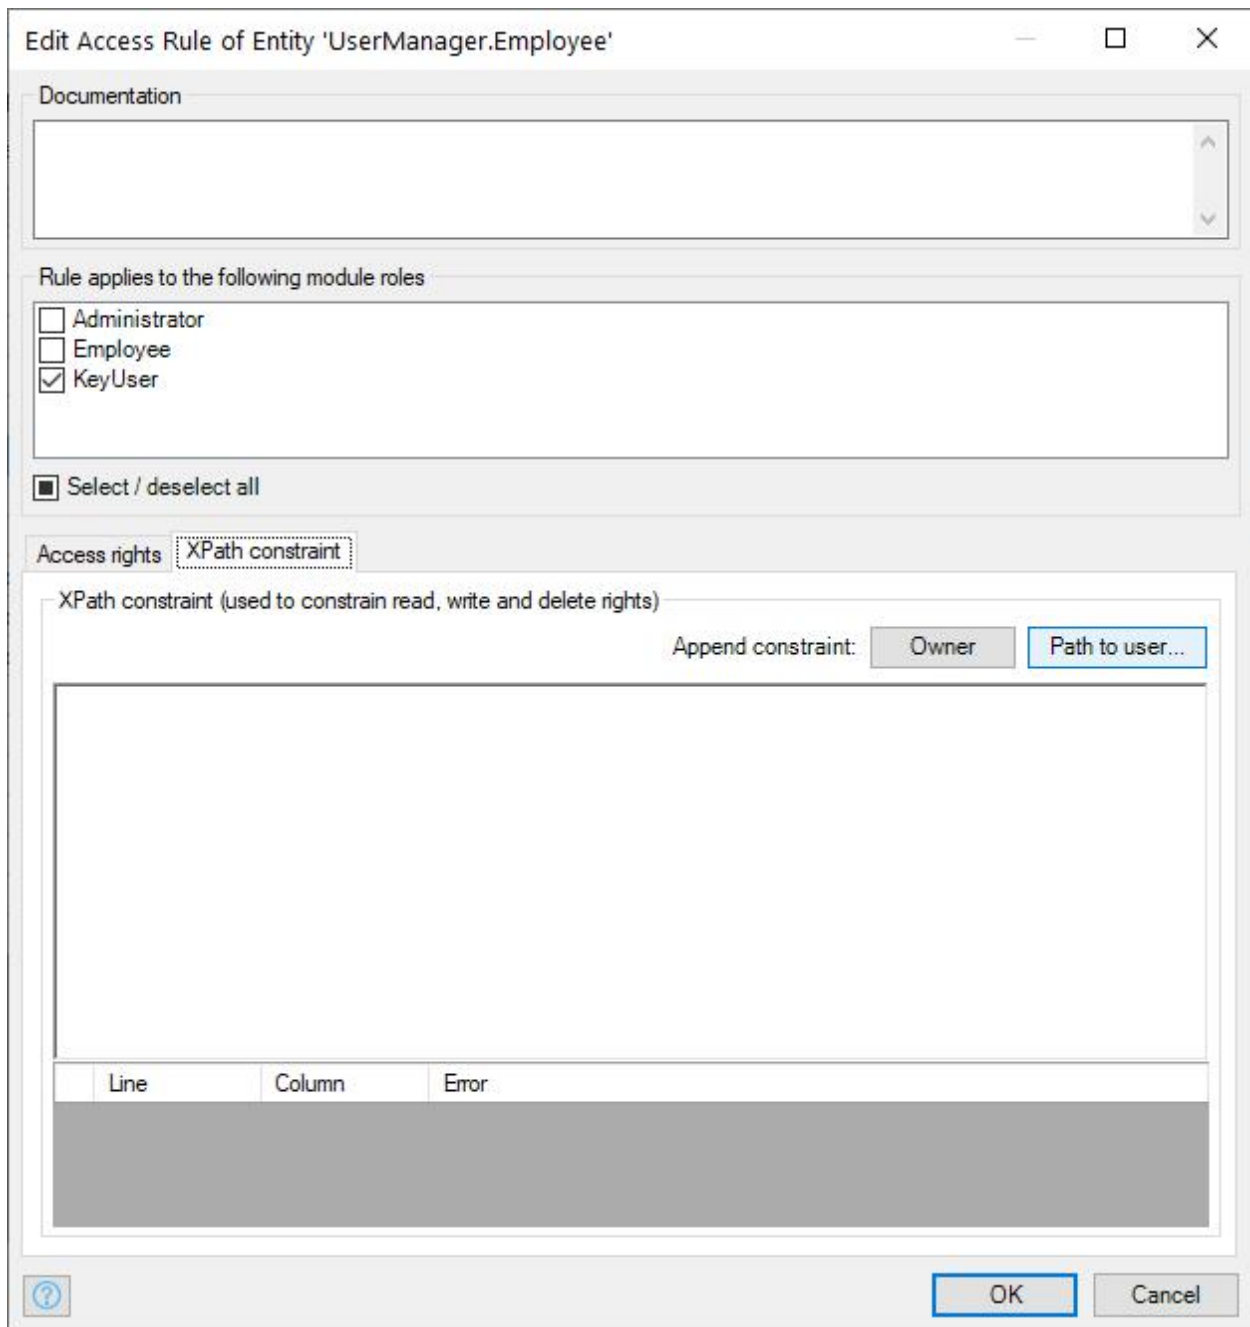 Edit Access Rule of Entity 'UserManager.Employee'
Documentation
Rule applies to the following module roles
Administrator
Employee
KeyUser
Select / deselect all
Access rights XPath constraint
XPath constraint (used to constrain read, write and delete rights)
Append constraint: Owner Path to user...
Line Column Error
OK Cancel